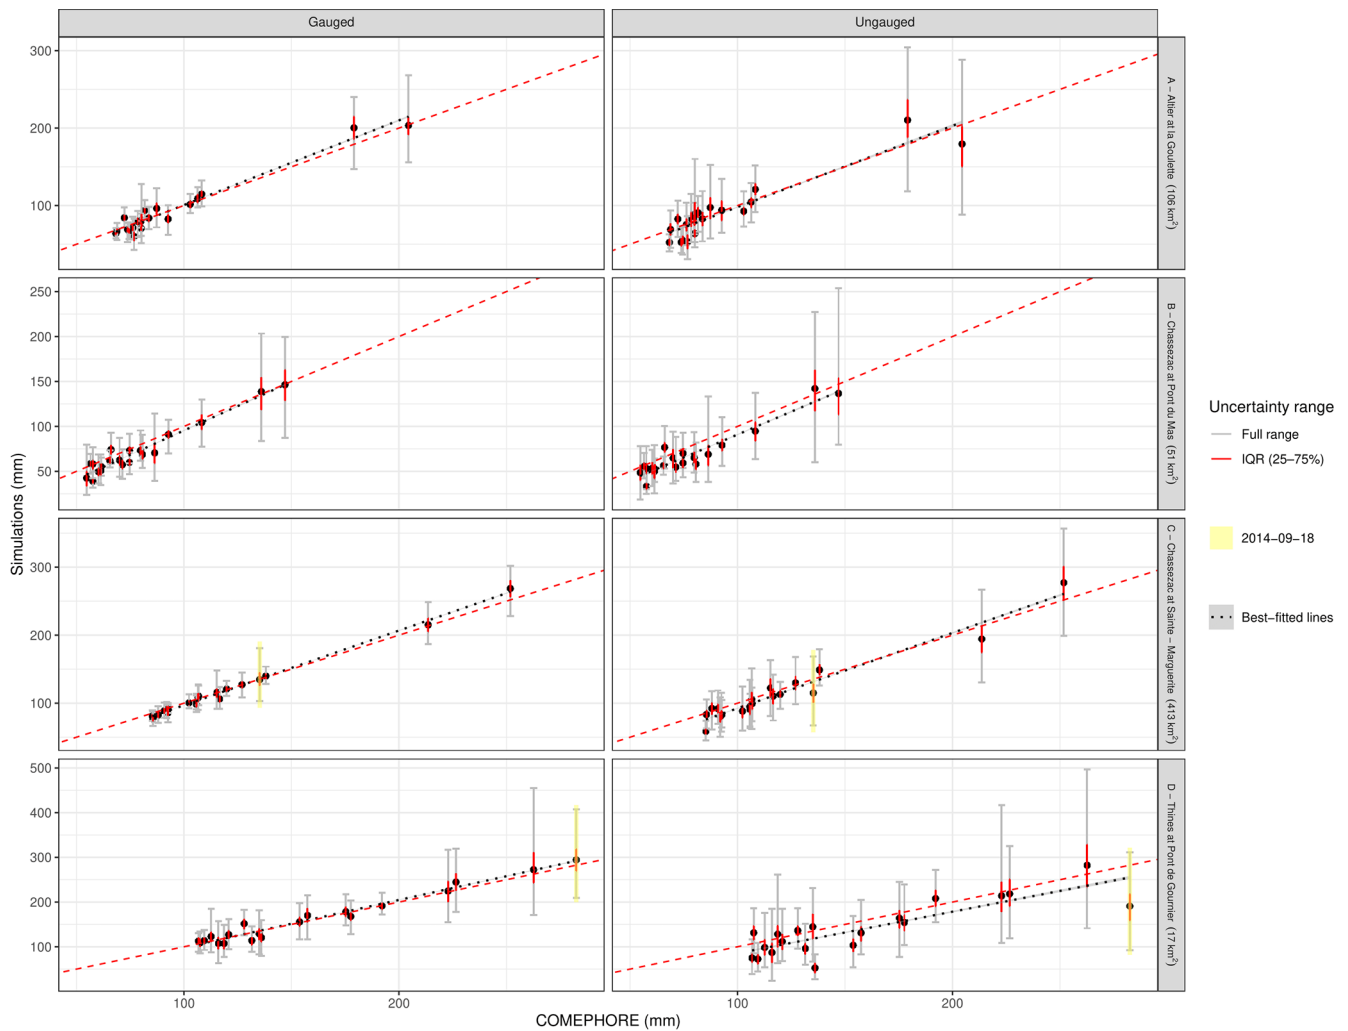 Gauged
Ungauged
300
200
100
A – Altier at la Goulette (106 km²)
250
200
150
100
50
B – Chassezac at Pont du Mas (51 km²)
300
200
100
C – Chassezac at Sainte – Marguerite (413 km²)
500
400
300
200
100
D – Thines at Pont de Gournier (17 km²)
100
200
100
200
Simulations (mm)
COMEPHORE (mm)
Uncertainty range
Full range
IQR (25–75%)
2014−09−18
Best−fitted lines